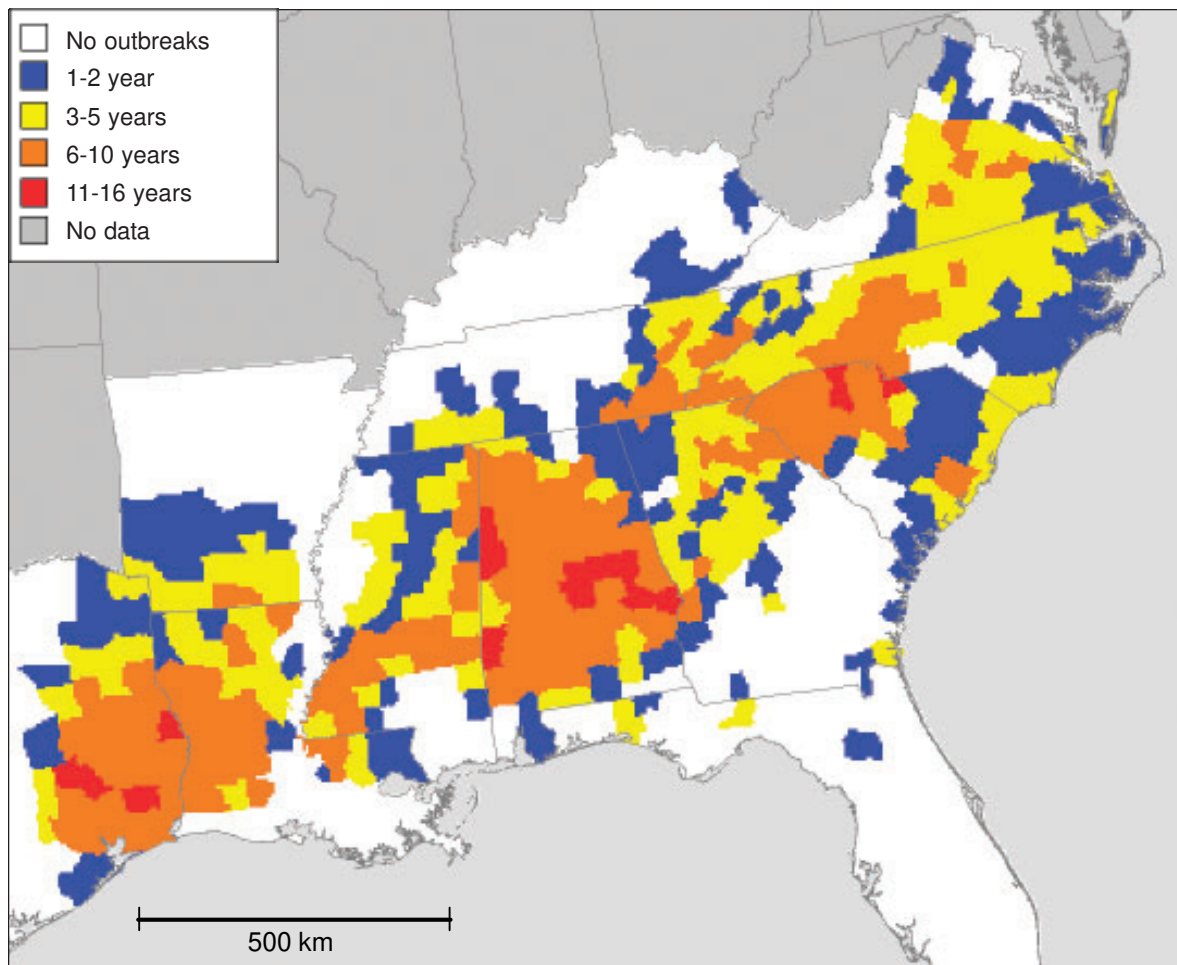 No outbreaks
1-2 year
3-5 years
6-10 years
11-16 years
No data
500 km